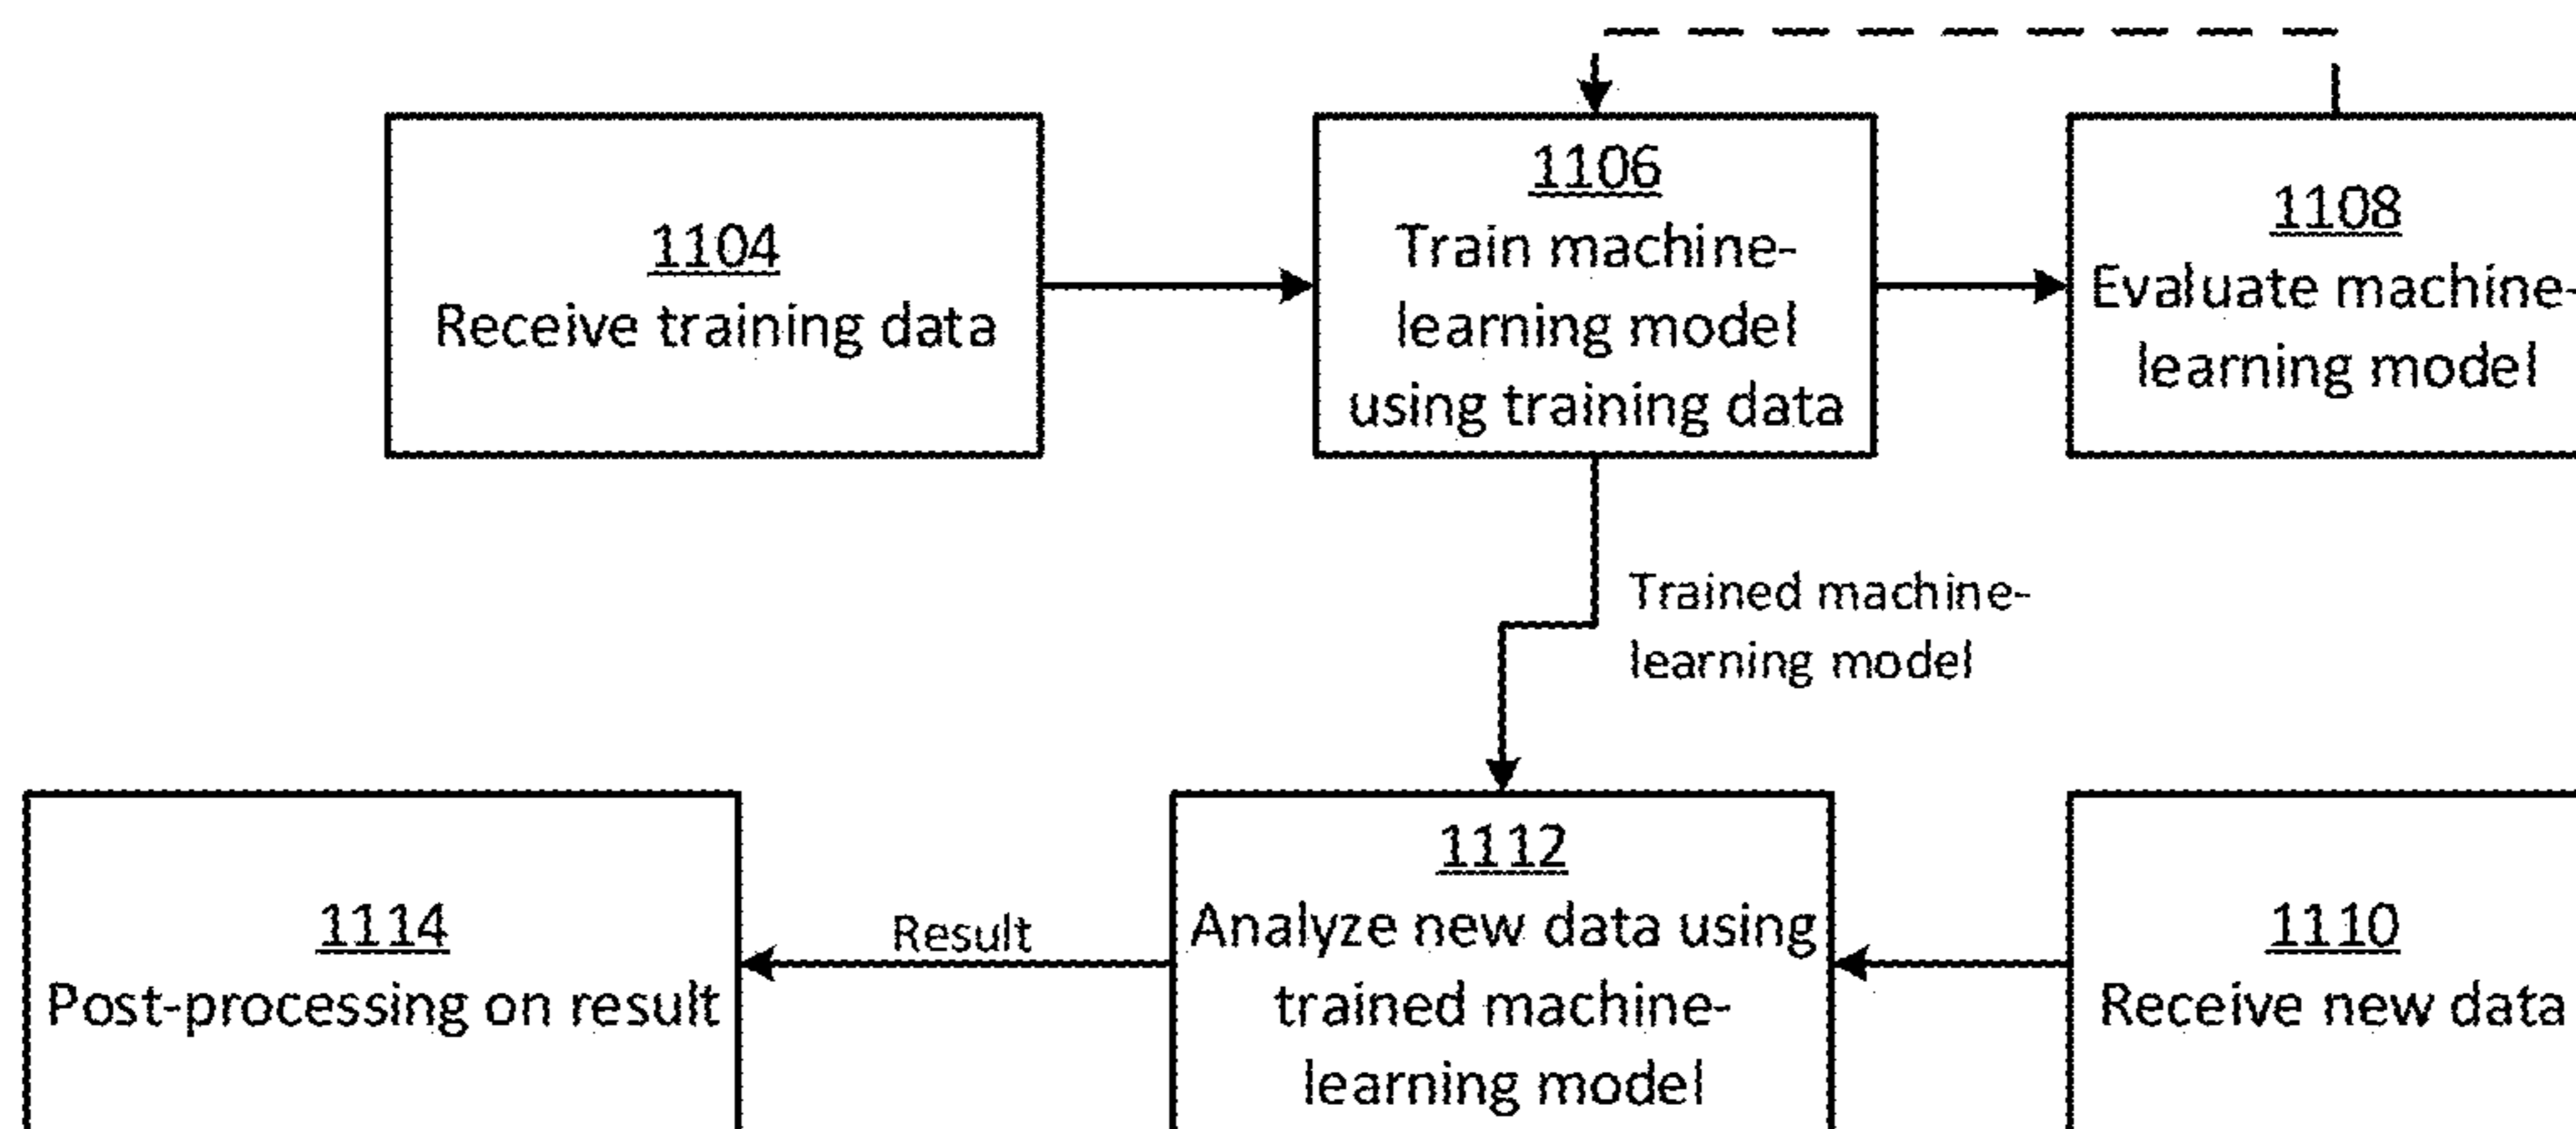 1104
Receive training data
1106
Train machine-
learning model
using training data
1108
Evaluate machine-
learning model
Trained machine-
learning model
1114
Post-processing on result
Result
1112
Analyze new data using
trained machine-
learning model
1110
Receive new data